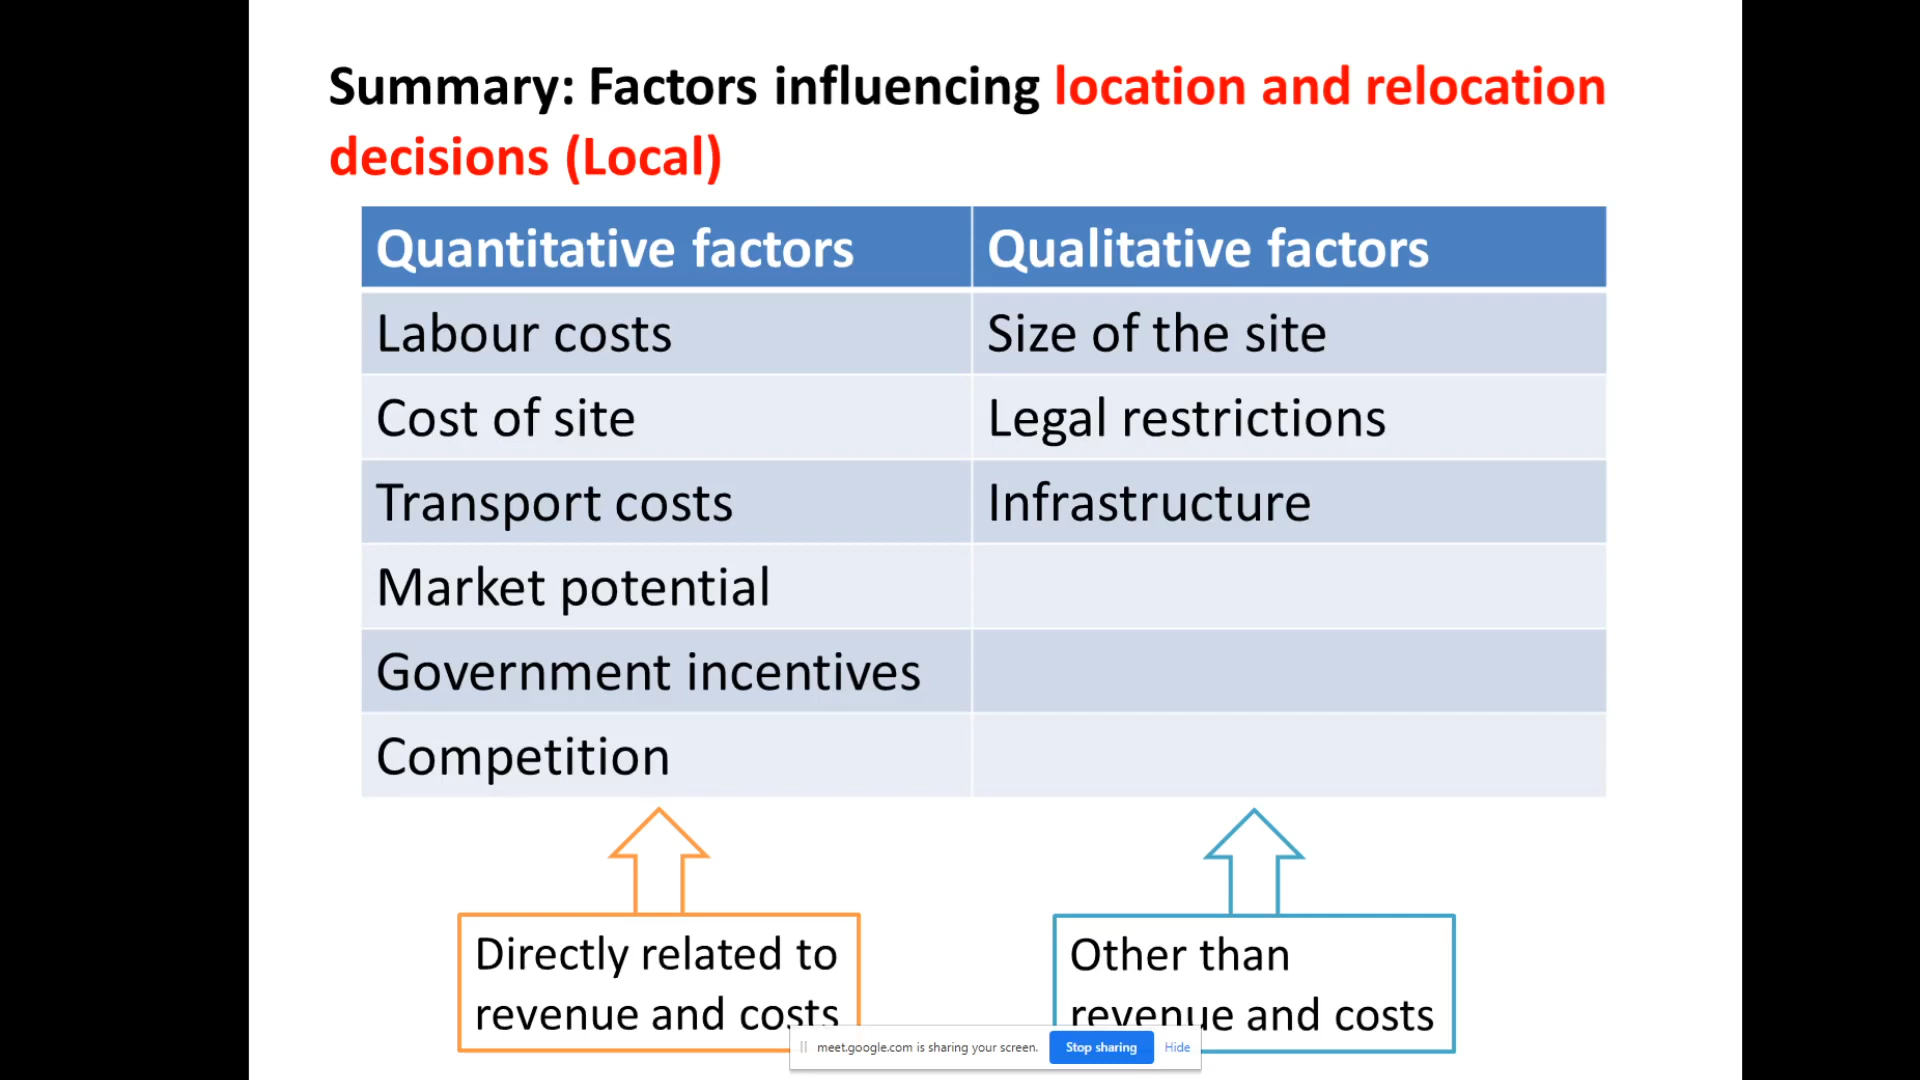 Summary: Factors influencing location and relocation
decisions (Local)
Quantitative factors
Qualitative factors
Labour costs
Size of the site
Cost of site
Legal restrictions
Transport costs
Infrastructure
Market potential
Government incentives
Competition
Directly related to
revenue and costs
Other than
revenue and costs
meet.google.com is sharing your screen.
Stop sharing
Hide